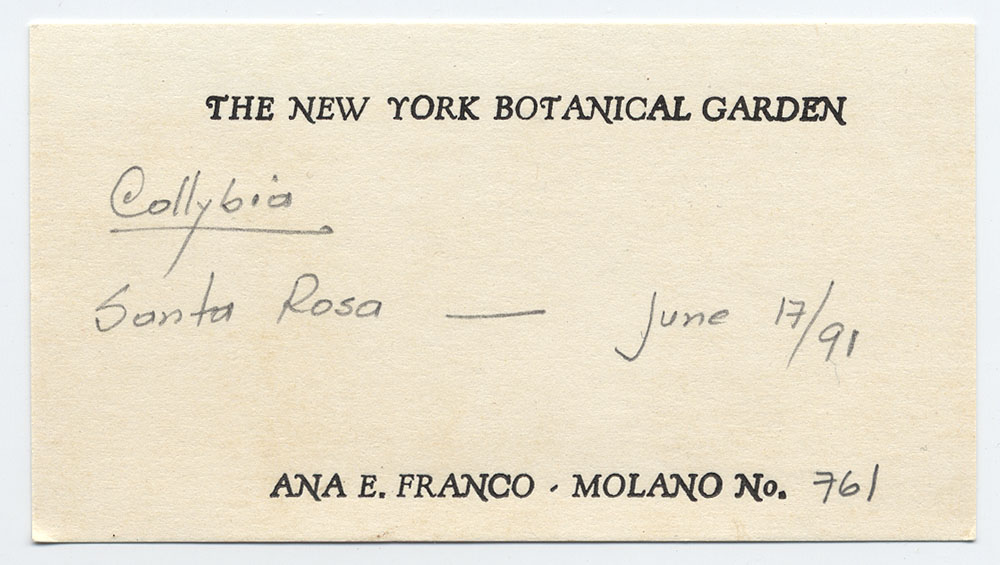 THE NEW YORK BOTANICAL GARDEN
Collybia
Santa Rosa — June 17/91
ANA E. FRANCO - MOLANO No. 761